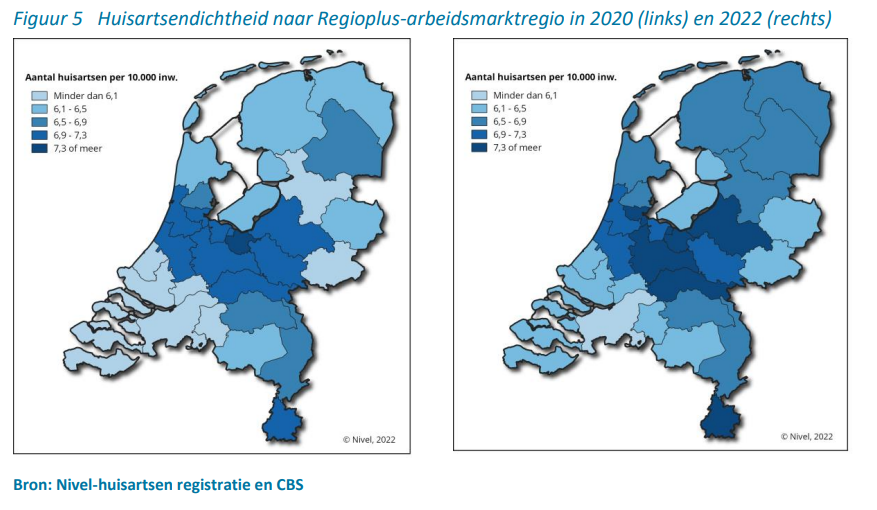 Figuur 5 Huisartsendichtheid naar Regioplus-arbeidsmarktregio in 2020 (links) en 2022 (rechts)
Aantal huisartsen per 10.000 inw.
Minder dan 6,1
6,1 - 6,5
6,5 - 6,9
6,9 - 7,3
7,3 of meer
© Nivel, 2022
Aantal huisartsen per 10.000 inw.
Minder dan 6,1
6,1 - 6,5
6,5 - 6,9
6,9 - 7,3
7,3 of meer
© Nivel, 2022
Bron: Nivel-huisartsen registratie en CBS